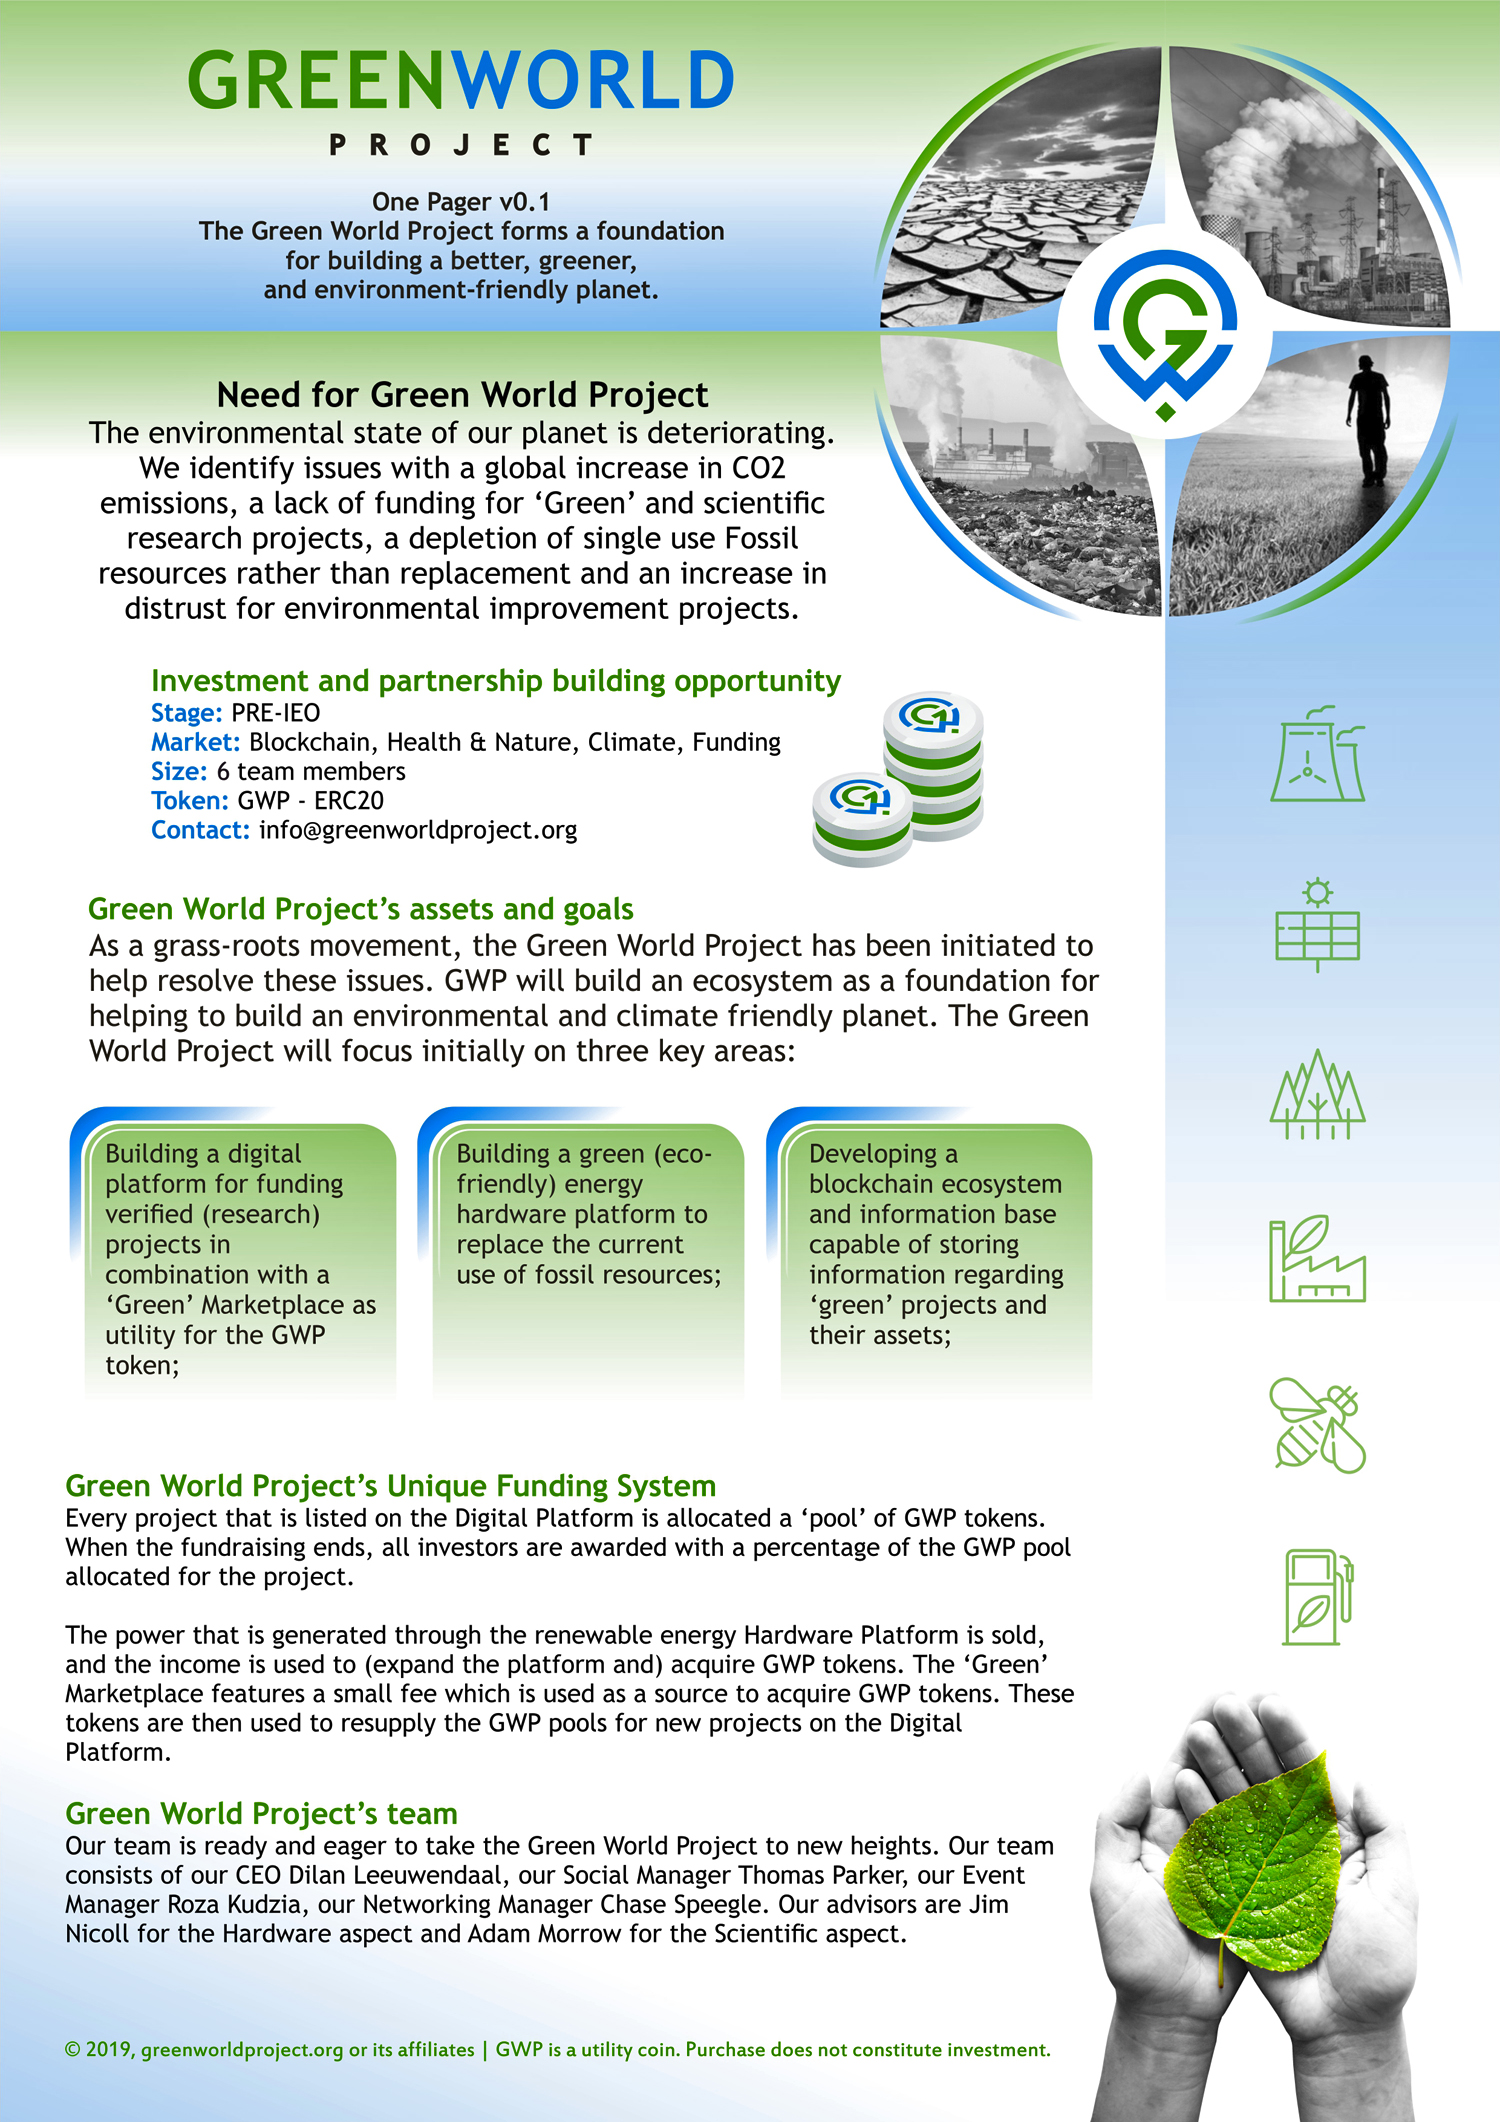 GREENWORLD
PROJECT
One Pager v0.1
The Green World Project forms a foundation
for building a better, greener,
and environment-friendly planet.
Need for Green World Project
The environmental state of our planet is deteriorating.
We identify issues with a global increase in CO2
emissions, a lack of funding for ‘Green’ and scientific
research projects, a depletion of single use Fossil
resources rather than replacement and an increase in
distrust for environmental improvement projects.
Investment and partnership building opportunity
Stage: PRE-IEO
Market: Blockchain, Health & Nature, Climate, Funding
Size: 6 team members
Token: GWP - ERC20
Contact: info@greenworldproject.org
Green World Project’s assets and goals
As a grass-roots movement, the Green World Project has been initiated to
help resolve these issues. GWP will build an ecosystem as a foundation for
helping to build an environmental and climate friendly planet. The Green
World Project will focus initially on three key areas:
Building a digital
platform for funding
verified (research)
projects in
combination with a
‘Green’ Marketplace as
utility for the GWP
token;
Building a green (eco-
friendly) energy
hardware platform to
replace the current
use of fossil resources;
Developing a
blockchain ecosystem
and information base
capable of storing
information regarding
‘green’ projects and
their assets;
Green World Project’s Unique Funding System
Every project that is listed on the Digital Platform is allocated a ‘pool’ of GWP tokens.
When the fundraising ends, all investors are awarded with a percentage of the GWP pool
allocated for the project.
The power that is generated through the renewable energy Hardware Platform is sold,
and the income is used to (expand the platform and) acquire GWP tokens. The ‘Green’
Marketplace features a small fee which is used as a source to acquire GWP tokens. These
tokens are then used to resupply the GWP pools for new projects on the Digital
Platform.
Green World Project’s team
Our team is ready and eager to take the Green World Project to new heights. Our team
consists of our CEO Dilan Leeuwendaal, our Social Manager Thomas Parker, our Event
Manager Roza Kudzia, our Networking Manager Chase Speegle. Our advisors are Jim
Nicoll for the Hardware aspect and Adam Morrow for the Scientific aspect.
© 2019, greenworldproject.org or its affiliates | GWP is a utility coin. Purchase does not constitute investment.